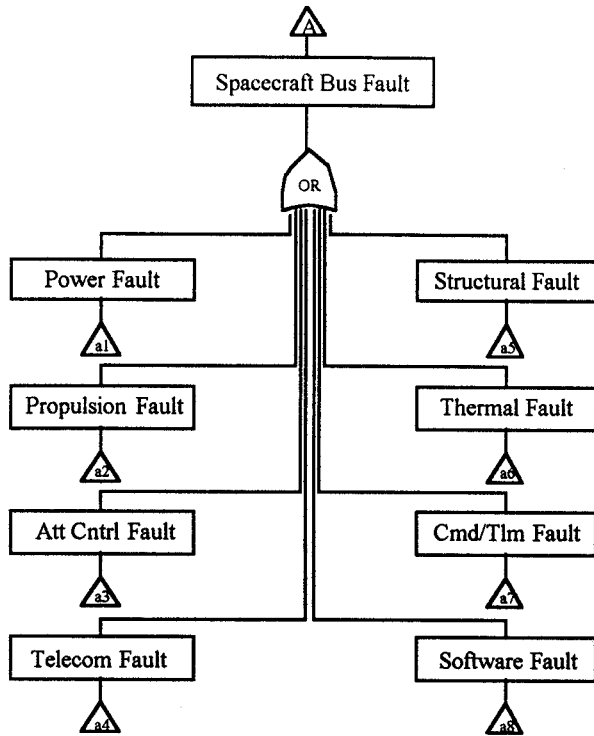 A
Spacecraft Bus Fault
OR
Power Fault
a1
Structural Fault
a5
Propulsion Fault
a2
Thermal Fault
a6
Att Cntrl Fault
a3
Cmd/Tlm Fault
a7
Telecom Fault
a4
Software Fault
a8